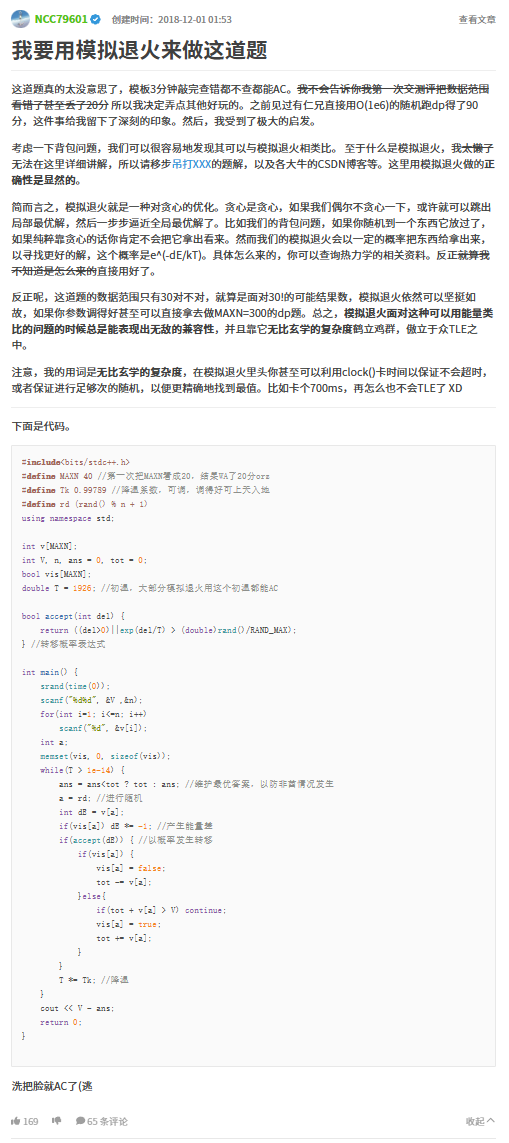 NCC79601 创建时间：2018-12-01 01:53 查看文章
我要用模拟退火来做这道题
这道题真的太没意思了，模板3分钟敲完查错都不查都能AC。我不会告诉你我第一次交测评把数据范围
看错了甚至丢了20分 所以我决定弄点其他好玩的。之前见过有仁兄直接用O(1e6)的随机跑dp得了90
分，这件事给我留下了深刻的印象。然后，我受到了极大的启发。
考虑一下背包问题，我们可以很容易地发现其可以与模拟退火相类比。 至于什么是模拟退火，我太懒了
无法在这里详细讲解，所以请移步吊打XXX的题解，以及各大牛的CSDN博客等。这里用模拟退火做的正
确性是显然的。
简而言之，模拟退火就是一种对贪心的优化。贪心是贪心，如果我们偶尔不贪心一下，或许就可以跳出
局部最优解，然后一步步逼近全局最优解了。比如我们的背包问题，如果你随机到一个东西它放过了，
如果纯粹靠贪心的话你肯定不会把它拿出看来。然而我们的模拟退火会以一定的概率把东西给拿出来，
以寻找更好的解，这个概率是e^(-dE/kT)。具体怎么来的，你可以查询热力学的相关资料。反正就算我
不知道是怎么来的直接用好了。
反正呢，这道题的数据范围只有30对不对，就算是面对30!的可能结果数，模拟退火依然可以坚挺如
故，如果你参数调得好甚至可以直接拿去做MAXN=300的dp题。总之，模拟退火面对这种可以用能量类
比的问题的时候总是能表现出无敌的兼容性，并且靠它无比玄学的复杂度鹤立鸡群，傲立于众TLE之
中。
注意，我的用词是无比玄学的复杂度，在模拟退火里头你甚至可以利用clock()卡时间以保证不会超时，
或者保证进行足够次的随机，以便更精确地找到最值。比如卡个700ms，再怎么也不会TLE了 XD
下面是代码。
#include<bits/stdc++.h>
#define MAXN 40 //第一次把MAXN看成20，结果WA了20分orz
#define Tk 0.99789 //降温系数，可调，调得好可上天入地
#define rd (rand() % n + 1)
using namespace std;
int v[MAXN];
int V, n, ans = 0, tot = 0;
bool vis[MAXN];
double T = 1926; //初温，大部分模拟退火用这个初温都能AC
bool accept(int del) {
return ((del>0)||exp(del/T) > (double)rand()/RAND_MAX);
} //转移概率表达式
int main() {
srand(time(0));
scanf("%d%d", &V ,&n);
for(int i=1; i<=n; i++)
scanf("%d", &v[i]);
int a;
memset(vis, 0, sizeof(vis));
while(T > 1e-14) {
ans = ans<tot ? tot : ans; //维护最优答案，以防非酋情况发生
a = rd; //进行随机
int dE = v[a];
if(vis[a]) dE *= -1; //产生能量差
if(accept(dE)) { //以概率发生转移
if(vis[a]) {
vis[a] = false;
tot -= v[a];
}else{
if(tot + v[a] > V) continue;
vis[a] = true;
tot += v[a];
}
}
T *= Tk; //降温
}
cout << V - ans;
return 0;
}
洗把脸就AC了(逃
169 65 条评论 收起